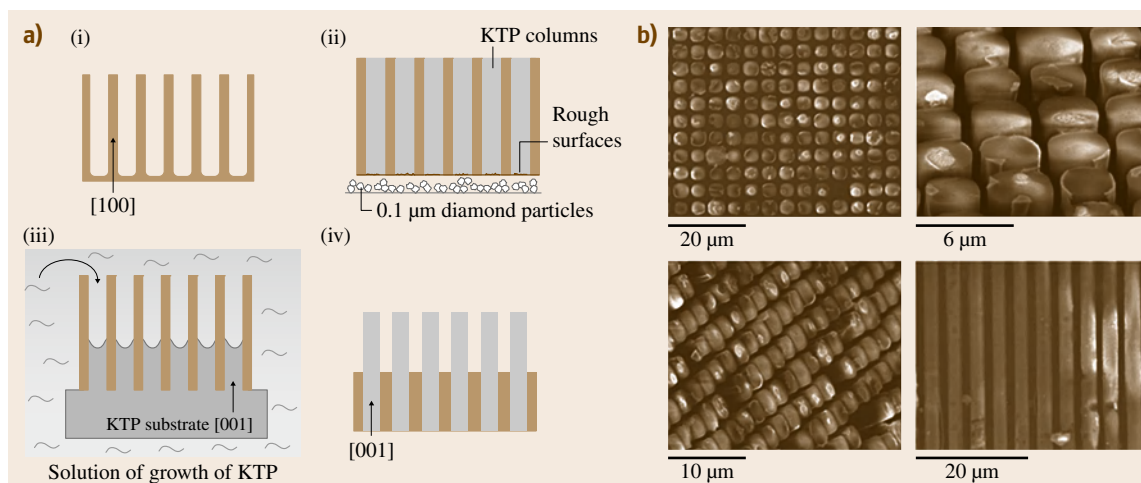 a)
(i)
[100]
(ii)
KTP columns
Rough
surfaces
0.1 µm diamond particles
(iii)
KTP substrate [001]
Solution of growth of KTP
(iv)
[001]
b)
20 µm
6 µm
10 µm
20 µm